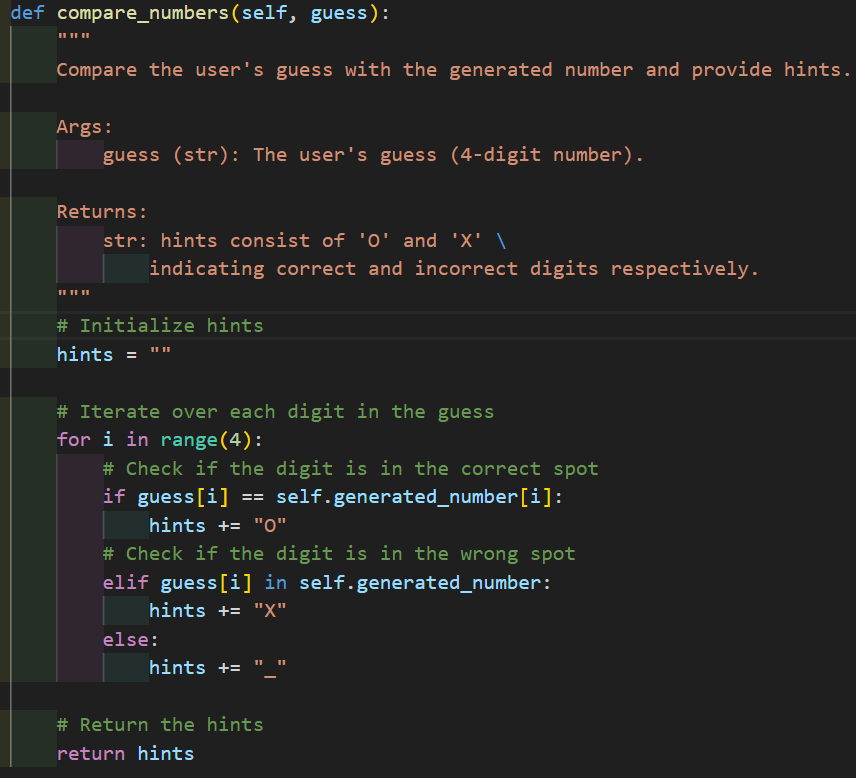 def compare_numbers(self, guess):
    """
    Compare the user's guess with the generated number and provide hints.

    Args:
        guess (str): The user's guess (4-digit number).

    Returns:
        str: hints consist of 'O' and 'X' \
            indicating correct and incorrect digits respectively.
    """
    # Initialize hints
    hints = ""

    # Iterate over each digit in the guess
    for i in range(4):
        # Check if the digit is in the correct spot
        if guess[i] == self.generated_number[i]:
            hints += "O"
        # Check if the digit is in the wrong spot
        elif guess[i] in self.generated_number:
            hints += "X"
        else:
            hints += "_"

    # Return the hints
    return hints